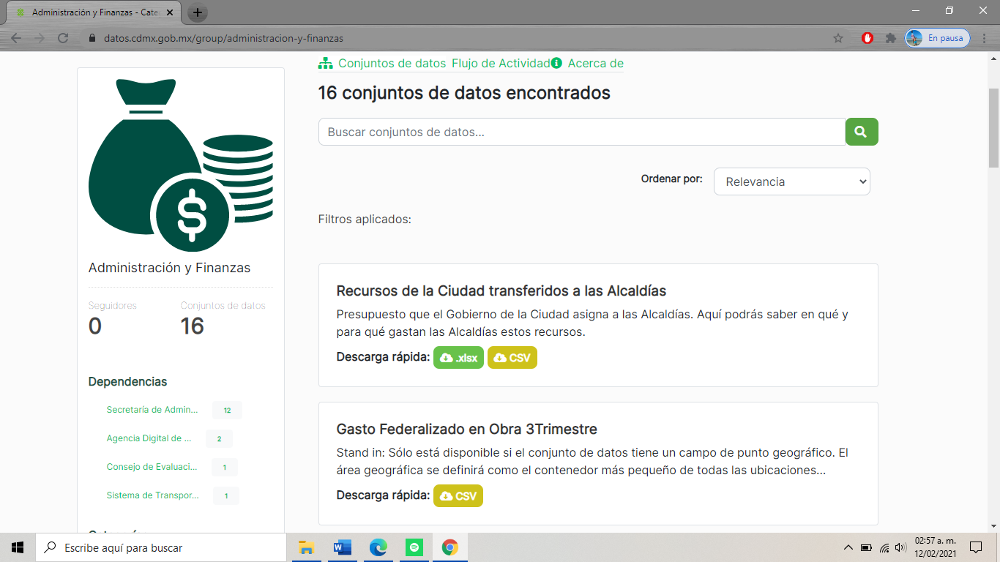 Administración y Finanzas - Cate
datos.cdmx.gob.mx/group/administracion-y-finanzas
En pausa
Conjuntos de datos Flujo de Actividad Acerca de
16 conjuntos de datos encontrados
Buscar conjuntos de datos...
Ordenar por: Relevancia
Filtros aplicados:
$
Administración y Finanzas
Seguidores Conjuntos de datos
0 16
Dependencias
Secretaría de Admin... 12
Agencia Digital de ... 2
Consejo de Evaluaci... 1
Sistema de Transpor... 1
Recursos de la Ciudad transferidos a las Alcaldías
Presupuesto que el Gobierno de la Ciudad asigna a las Alcaldías. Aquí podrás saber en qué y
para qué gastan las Alcaldías estos recursos.
Descarga rápida: .xlsx CSV
Gasto Federalizado en Obra 3Trimestre
Stand in: Sólo está disponible si el conjunto de datos tiene un campo de punto geográfico. El
área geográfica se definirá como el contenedor más pequeño de todas las ubicaciones...
Descarga rápida: CSV
Escribe aquí para buscar
02:57 a. m.
12/02/2021